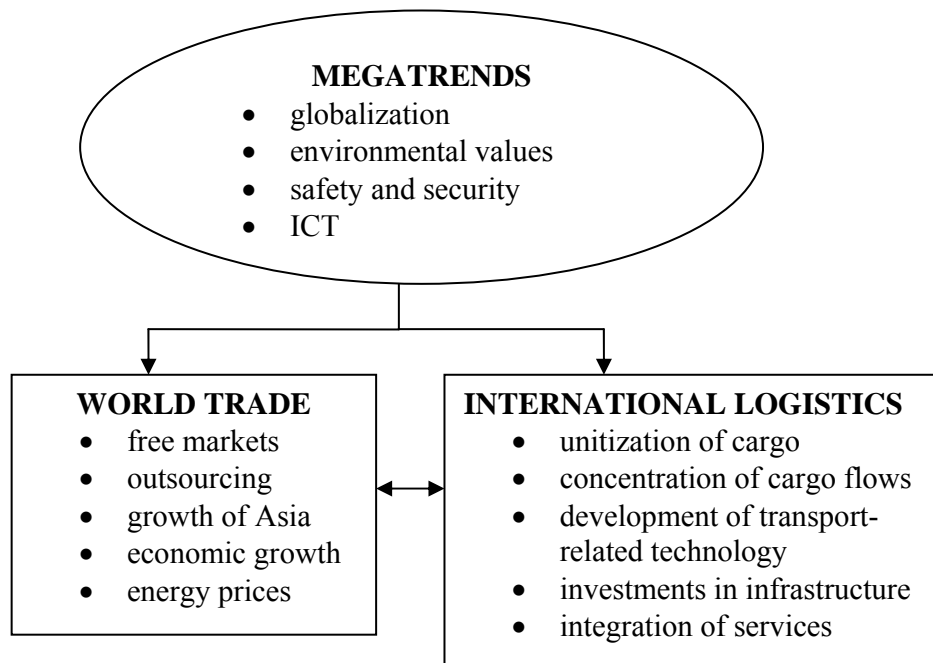 MEGATRENDS
• globalization
• environmental values
• safety and security
• ICT
WORLD TRADE
• free markets
• outsourcing
• growth of Asia
• economic growth
• energy prices
INTERNATIONAL LOGISTICS
• unitization of cargo
• concentration of cargo flows
• development of transport-
related technology
• investments in infrastructure
• integration of services